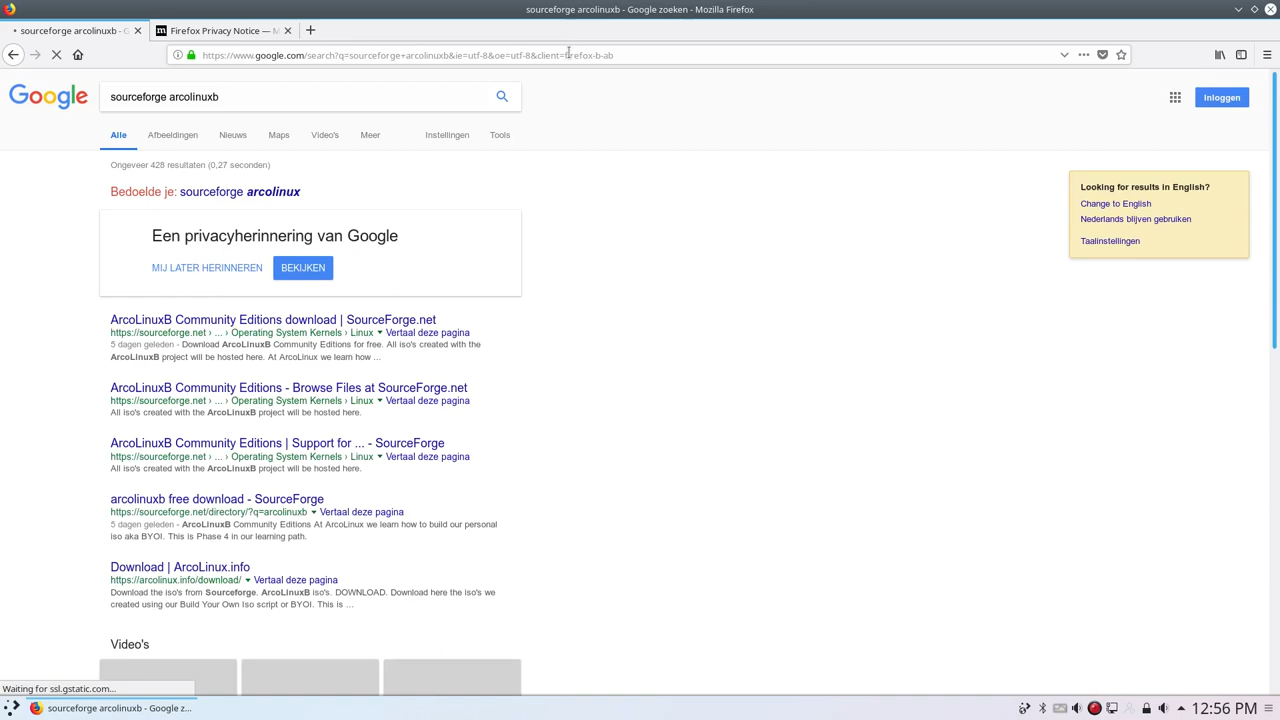 sourceforge arcolinuxb - Google zoeken - Mozilla Firefox
sourceforge arcolinuxb - G
Firefox Privacy Notice — M
https://www.google.com/search?q=sourceforge+arcolinuxb&ie=utf-8&oe=utf-8&client=firefox-b-ab
Google
sourceforge arcolinuxb
Inloggen
Alle Afbeeldingen Nieuws Maps Video's Meer Instellingen Tools
Ongeveer 428 resultaten (0,27 seconden)
Bedoelde je: sourceforge arcolinux
Een privacyherinnering van Google
MIJ LATER HERINNEREN BEKIJKEN
Looking for results in English?
Change to English
Nederlands blijven gebruiken
Taalinstellingen
ArcoLinuxB Community Editions download | SourceForge.net
https://sourceforge.net › ... › Operating System Kernels › Linux Vertaal deze pagina
5 dagen geleden - Download ArcoLinuxB Community Editions for free. All iso's created with the
ArcoLinuxB project will be hosted here. At ArcoLinux we learn how ...
ArcoLinuxB Community Editions - Browse Files at SourceForge.net
https://sourceforge.net › ... › Operating System Kernels › Linux Vertaal deze pagina
All iso's created with the ArcoLinuxB project will be hosted here.
ArcoLinuxB Community Editions | Support for ... - SourceForge
https://sourceforge.net › ... › Operating System Kernels › Linux Vertaal deze pagina
All iso's created with the ArcoLinuxB project will be hosted here.
arcolinuxb free download - SourceForge
https://sourceforge.net/directory/?q=arcolinuxb Vertaal deze pagina
5 dagen geleden - ArcoLinuxB Community Editions At ArcoLinux we learn how to build our personal
iso aka BYOI. This is Phase 4 in our learning path.
Download | ArcoLinux.info
https://arcolinux.info/download/ Vertaal deze pagina
Download the iso's from Sourceforge. ArcoLinuxB iso's. DOWNLOAD. Download here the iso's we
created using our Build Your Own Iso script or BYOI. This is ...
Video's
Waiting for ssl.gstatic.com...
sourceforge arcolinuxb - Google z...
12:56 PM